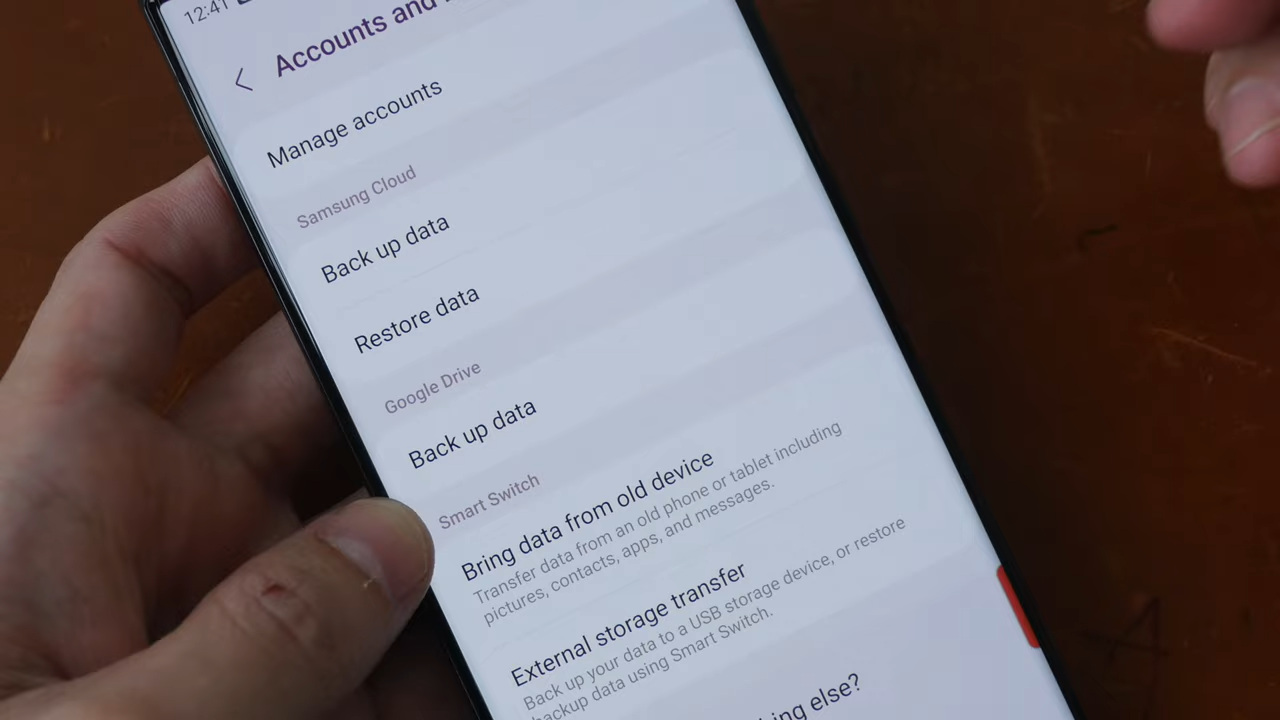 12:41
Accounts and
Manage accounts
Samsung Cloud
Back up data
Restore data
Google Drive
Back up data
Smart Switch
Bring data from old device
Transfer data from an old phone or tablet including
pictures, contacts, apps, and messages.
External storage transfer
Back up your data to a USB storage device, or restore
backup data using Smart Switch.
else?